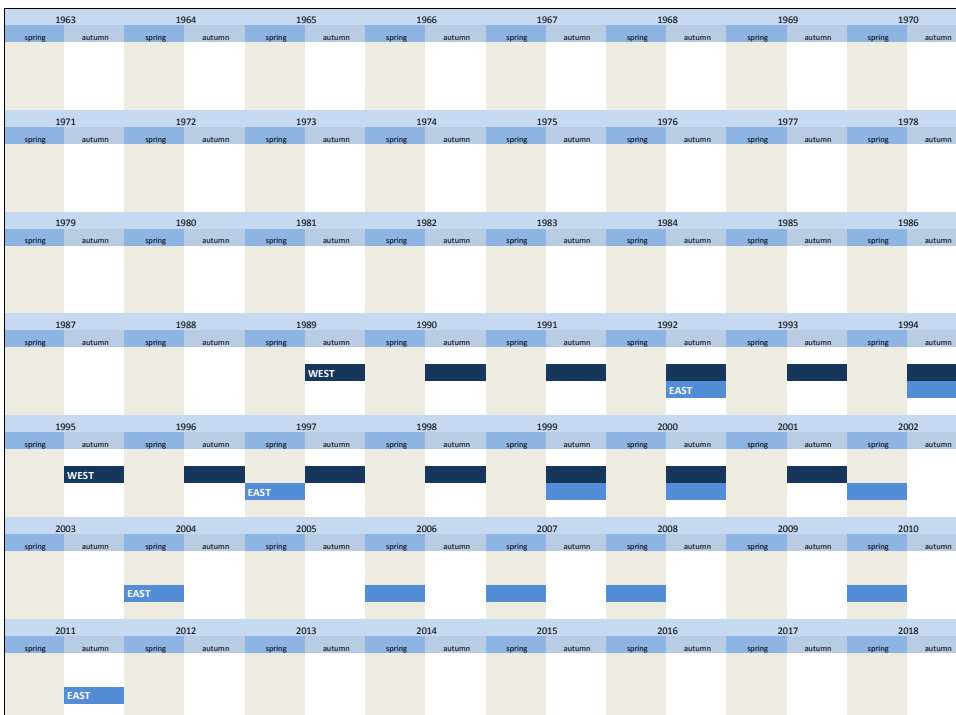 1963 1964 1965 1966 1967 1968 1969 1970
spring autumn spring autumn spring autumn spring autumn spring autumn spring autumn spring autumn spring autumn
1971 1972 1973 1974 1975 1976 1977 1978
spring autumn spring autumn spring autumn spring autumn spring autumn spring autumn spring autumn spring autumn
1979 1980 1981 1982 1983 1984 1985 1986
spring autumn spring autumn spring autumn spring autumn spring autumn spring autumn spring autumn spring autumn
1987 1988 1989 1990 1991 1992 1993 1994
spring autumn spring autumn spring autumn spring autumn spring autumn spring autumn spring autumn spring autumn
WEST
EAST
1995 1996 1997 1998 1999 2000 2001 2002
spring autumn spring autumn spring autumn spring autumn spring autumn spring autumn spring autumn spring autumn
WEST
EAST
2003 2004 2005 2006 2007 2008 2009 2010
spring autumn spring autumn spring autumn spring autumn spring autumn spring autumn spring autumn spring autumn
EAST
2011 2012 2013 2014 2015 2016 2017 2018
spring autumn spring autumn spring autumn spring autumn spring autumn spring autumn spring autumn spring autumn
EAST